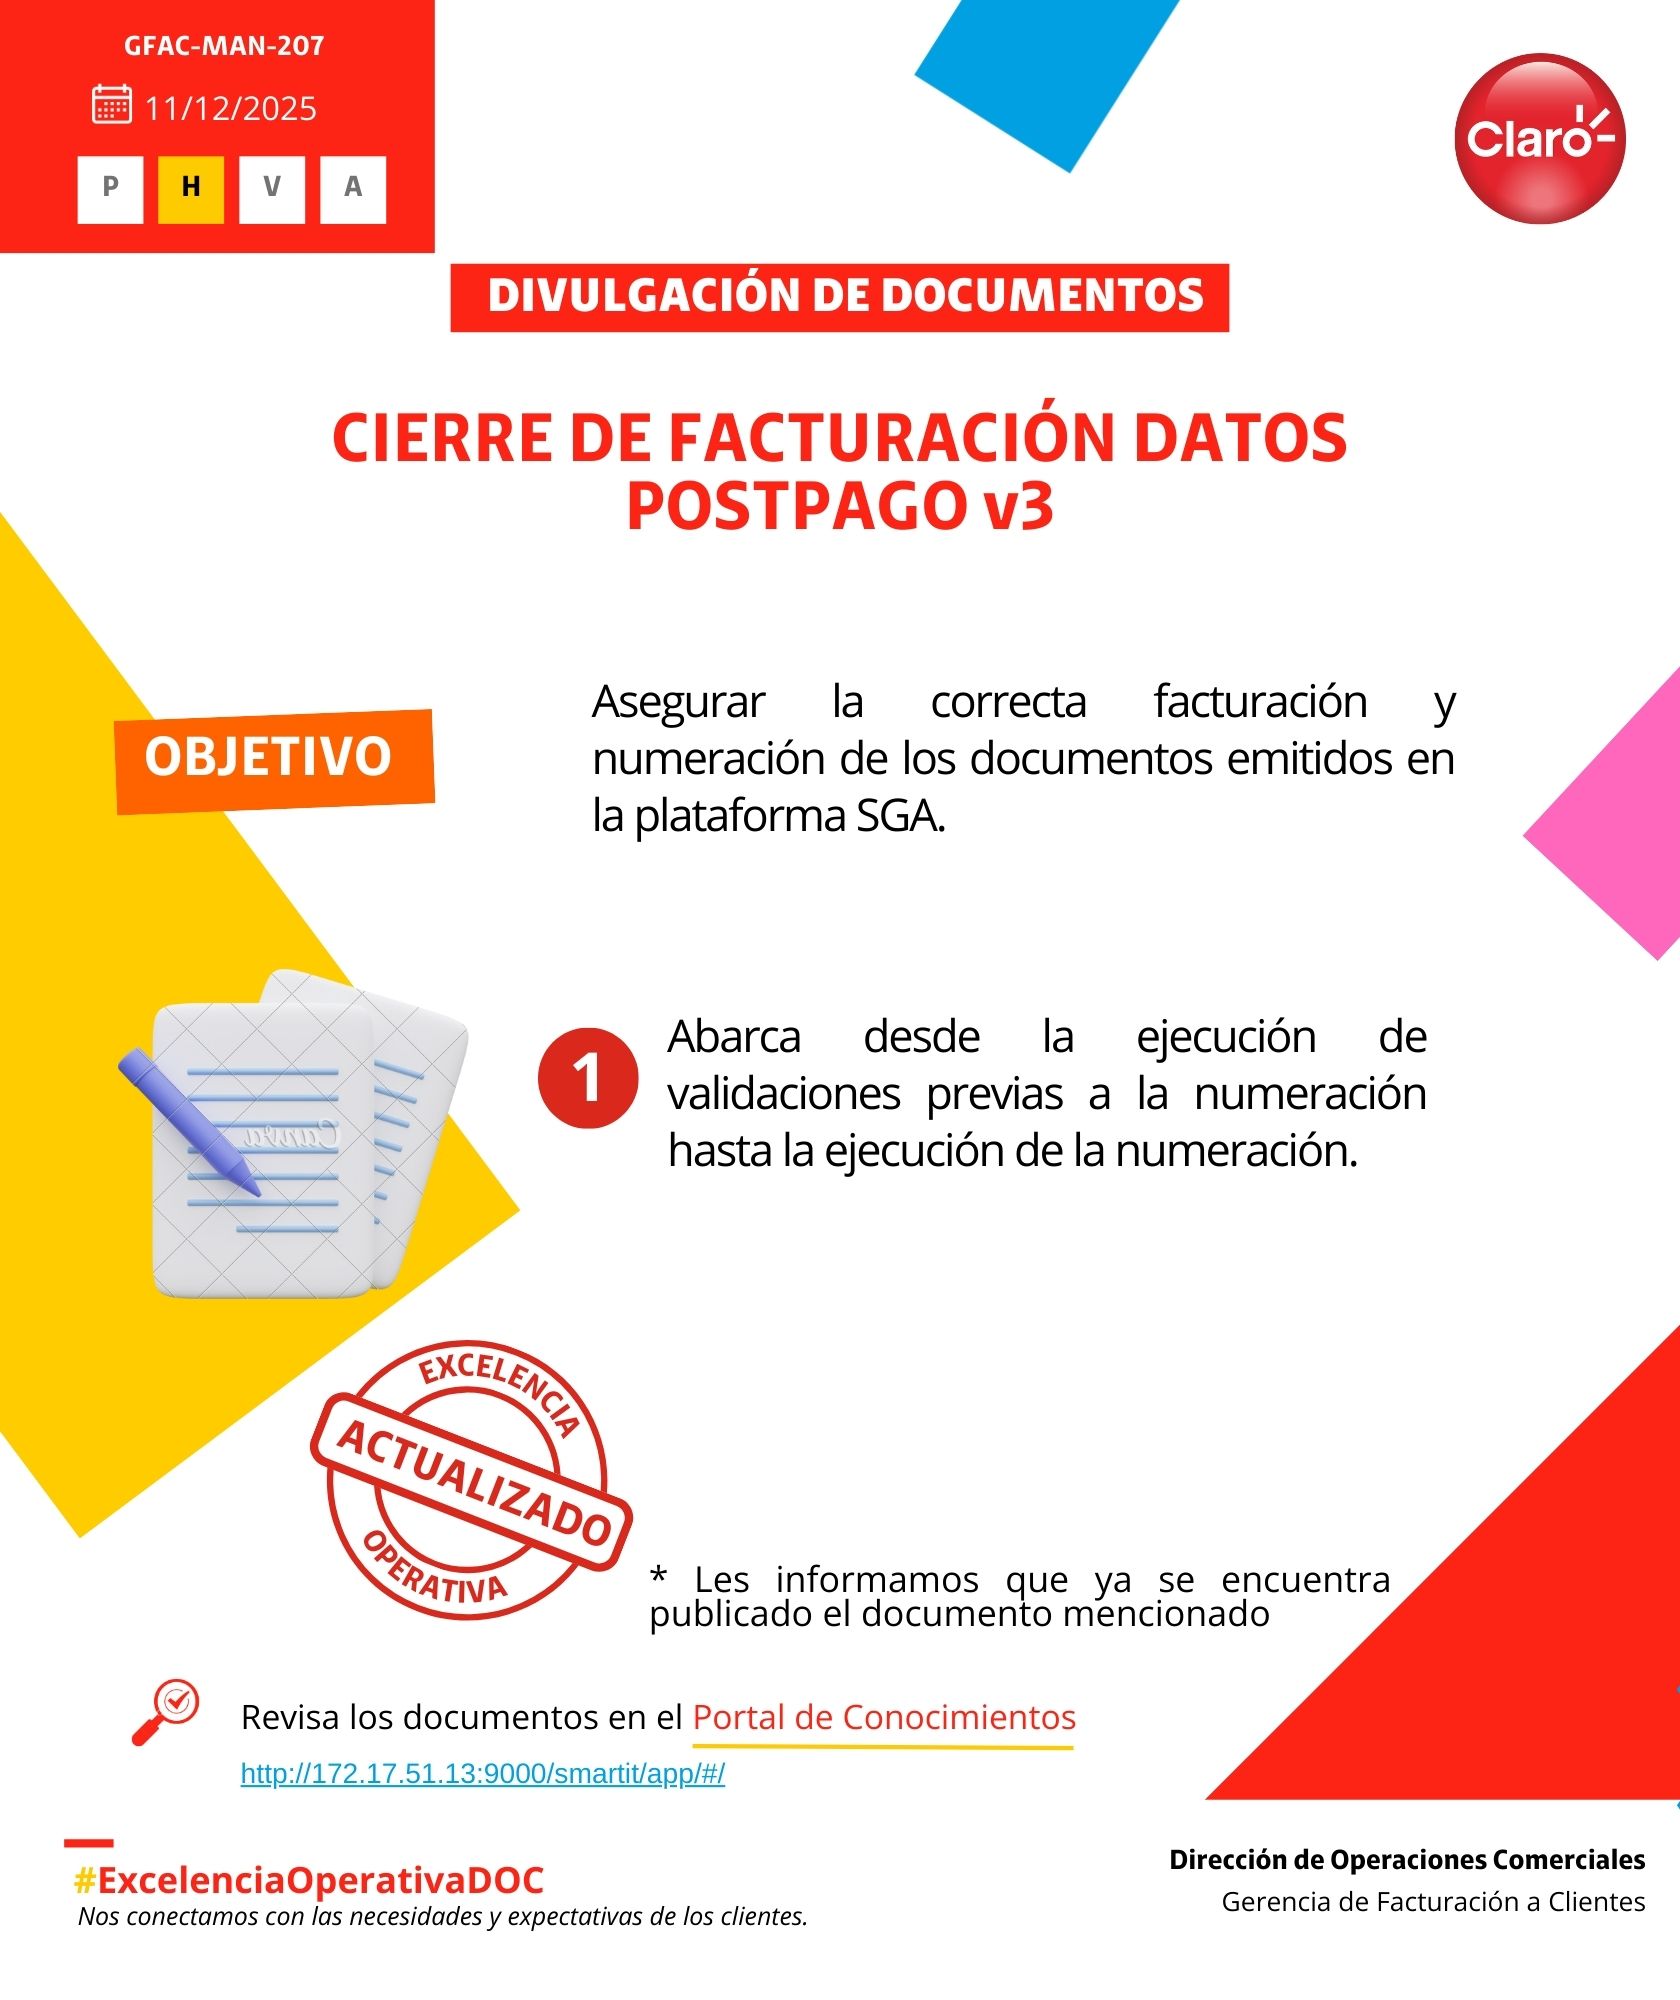 GFAC-MAN-207
11/12/2025
P H V A
Claro
DIVULGACIÓN DE DOCUMENTOS
CIERRE DE FACTURACIÓN DATOS
POSTPAGO v3
OBJETIVO
Asegurar la correcta facturación y
numeración de los documentos emitidos en
la plataforma SGA.
1
Abarca desde la ejecución de
validaciones previas a la numeración
hasta la ejecución de la numeración.
Canva
EXCELENCIA
ACTUALIZADO
OPERATIVA
* Les informamos que ya se encuentra
publicado el documento mencionado
Revisa los documentos en el Portal de Conocimientos
http://172.17.51.13:9000/smartit/app/#/
#ExcelenciaOperativaDOC
Nos conectamos con las necesidades y expectativas de los clientes.
Dirección de Operaciones Comerciales
Gerencia de Facturación a Clientes